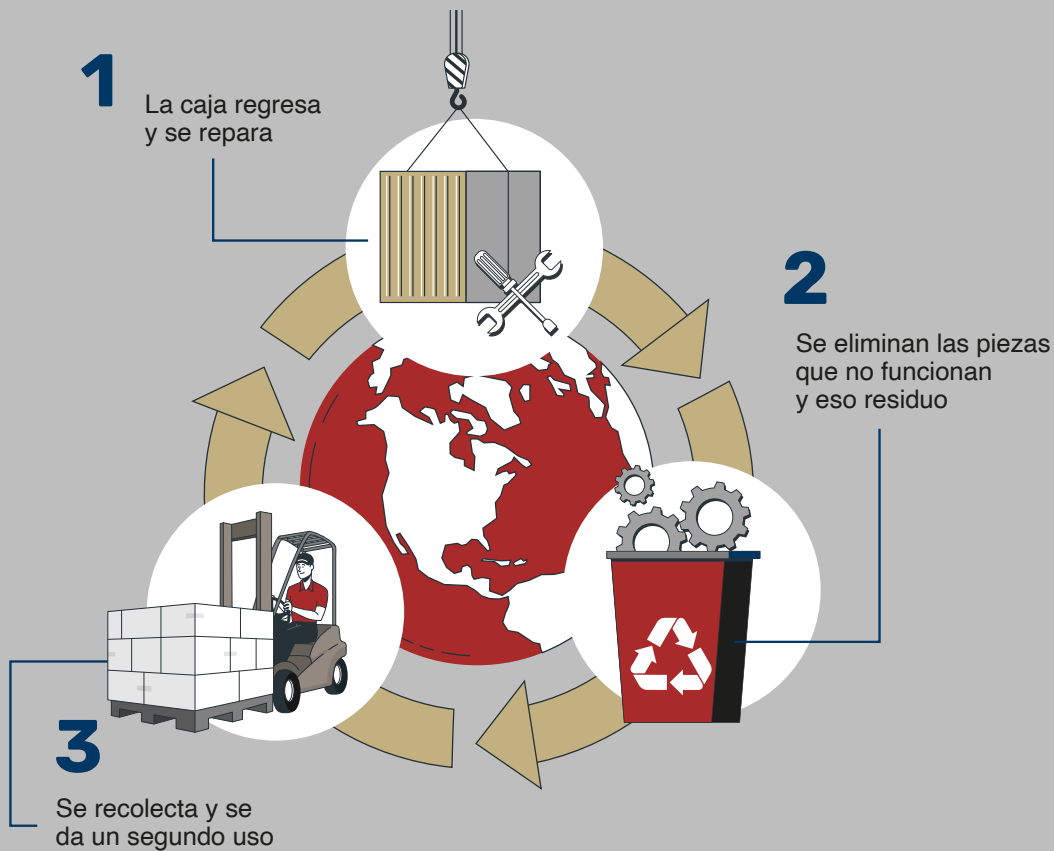 1
La caja regresa
y se repara
2
Se eliminan las piezas
que no funcionan
y eso residuo
3
Se recolecta y se
da un segundo uso